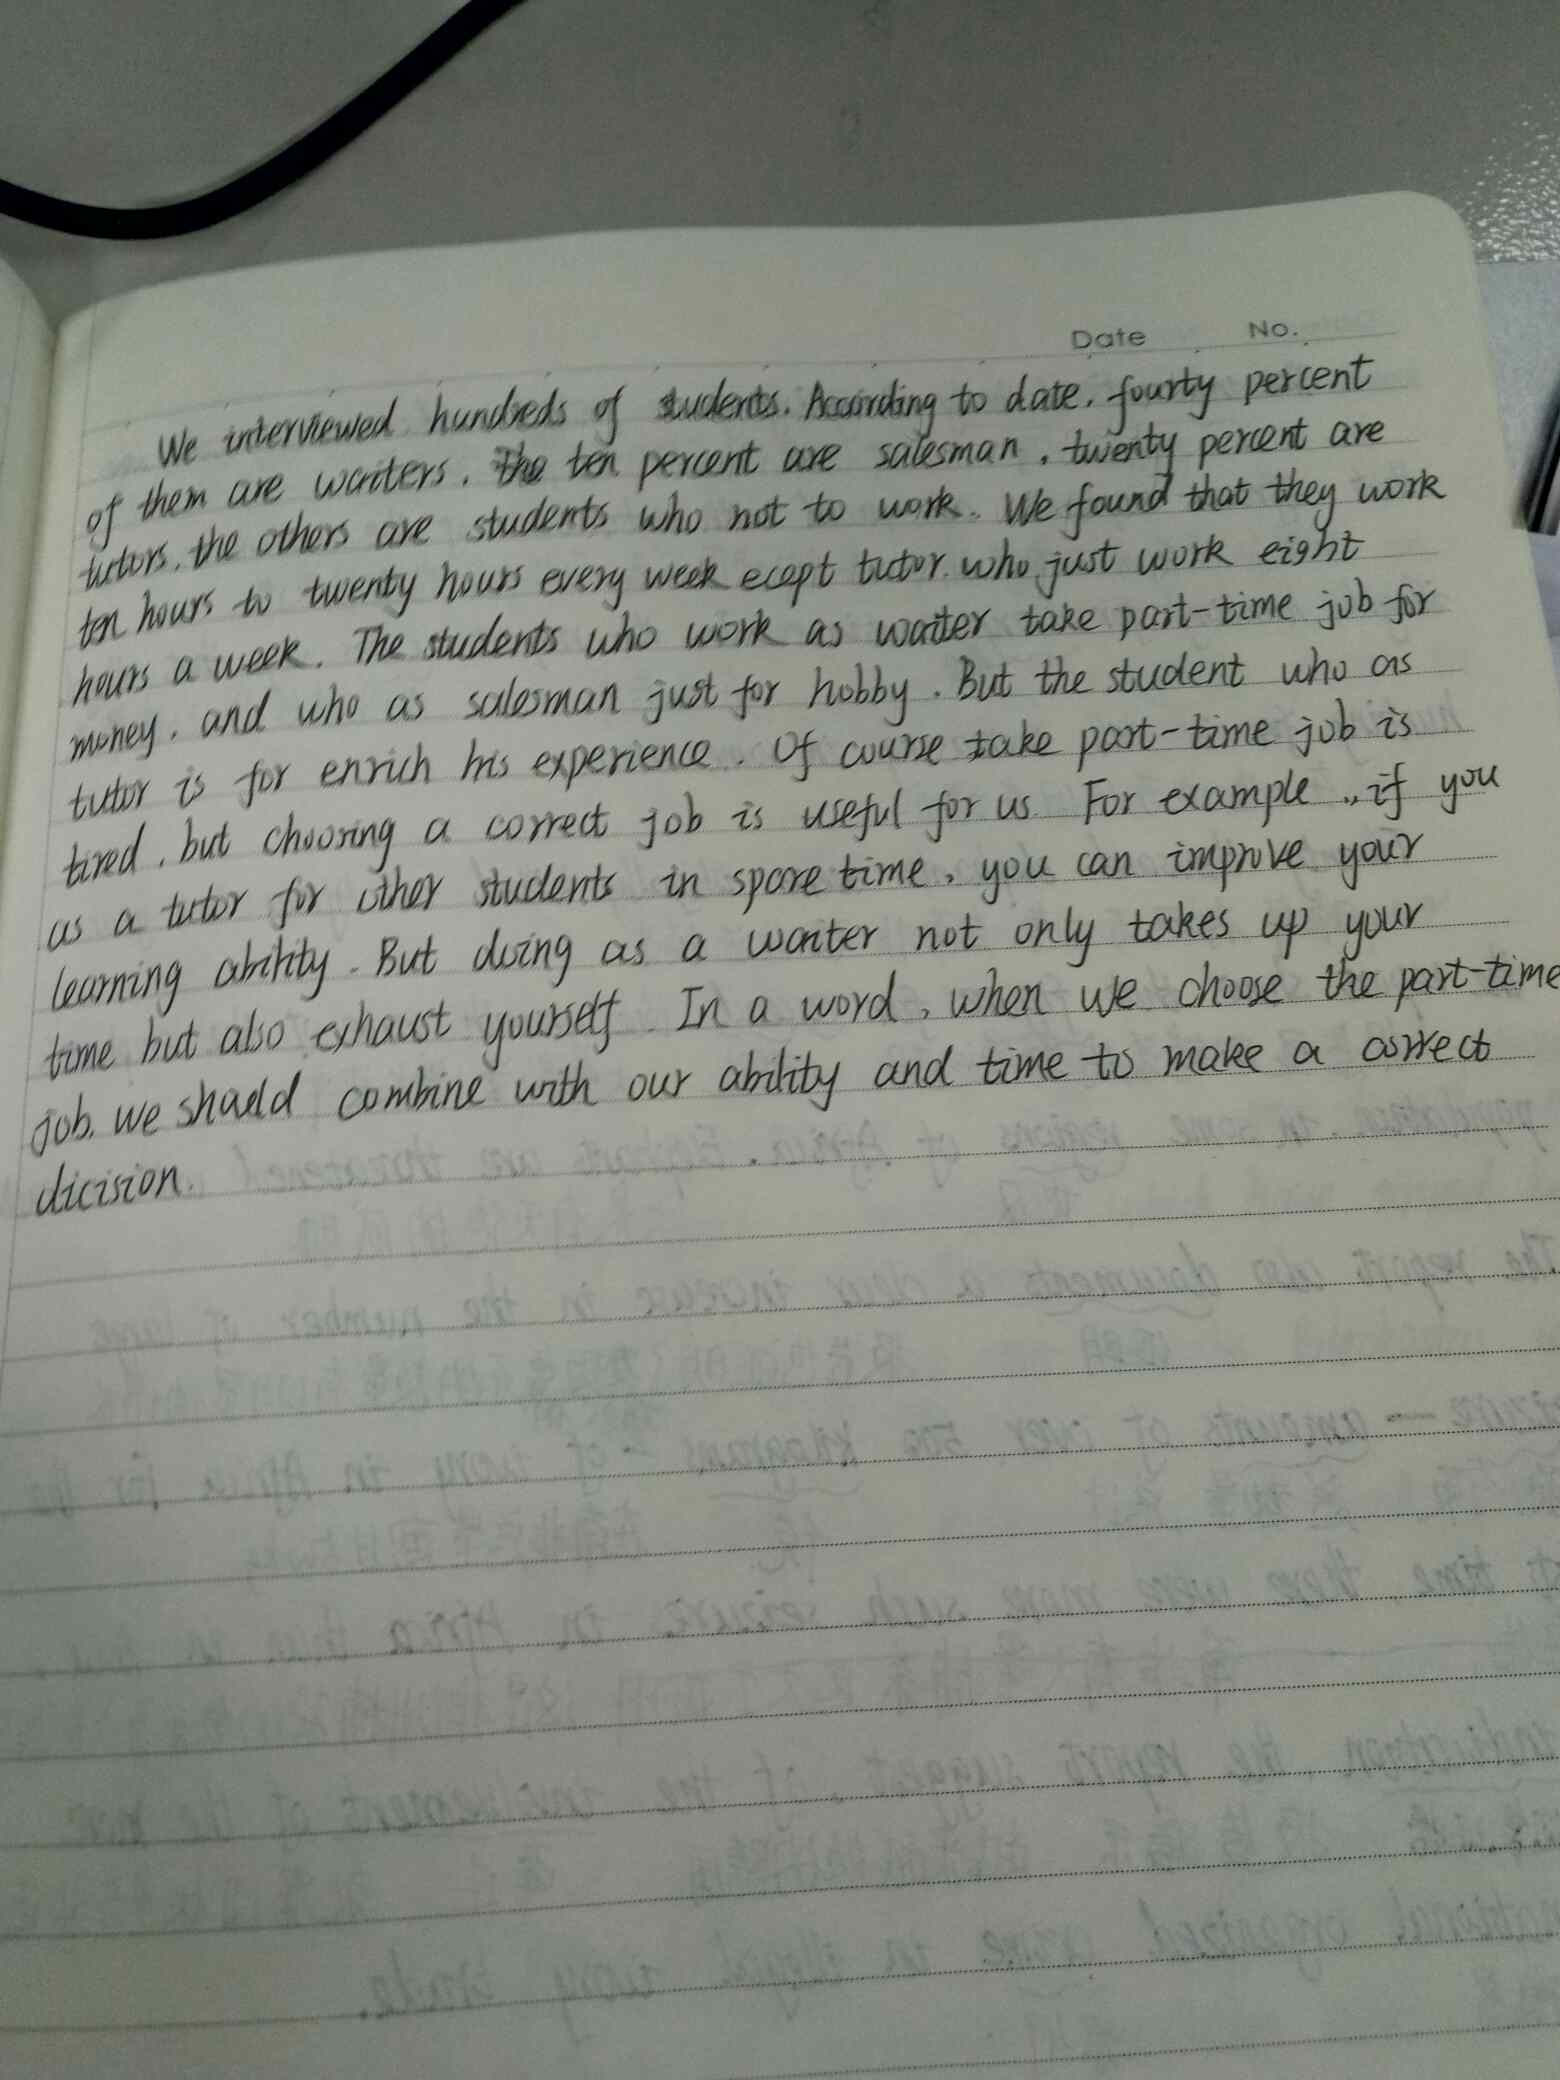 Date No.
We interviewed hundreds of students. According to date, fourty percent
of them are waiters. The ten percent are salesman, twenty percent are
tutors, the others are students who not to work. We found that they work
ten hours to twenty hours every week ecept tutor who just work eight
hours a week. The students who work as waiter take part-time job for
money, and who as salesman just for hobby. But the student who as
tutor is for enrich his experience. Of course take part-time job is
tired, but choosing a correct job is useful for us. For example, if you
as a tutor for other students in spare time, you can improve your
learning ability. But doing as a waiter not only takes up your
time but also exhaust yourself. In a word, when we choose the part-time
job, we should combine with our ability and time to make a correct
dicision.